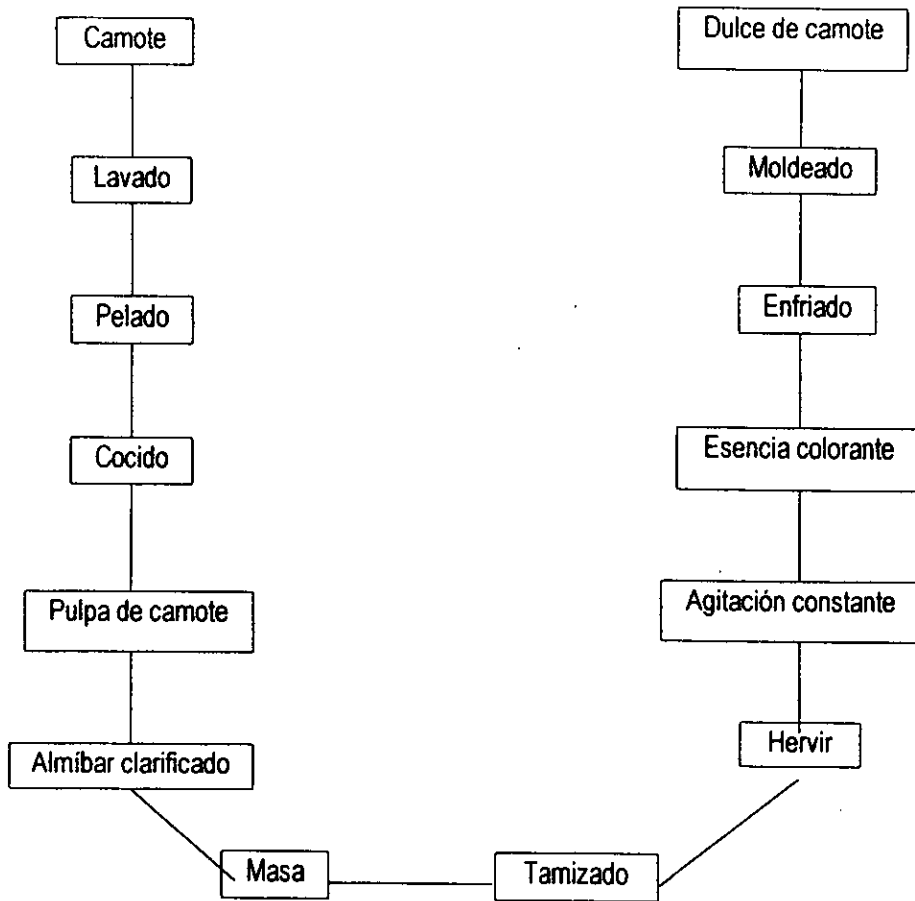 Camote
Lavado
Pelado
Cocido
Pulpa de camote
Almíbar clarificado
Masa
Tamizado
Hervir
Agitación constante
Esencia colorante
Enfriado
Moldeado
Dulce de camote